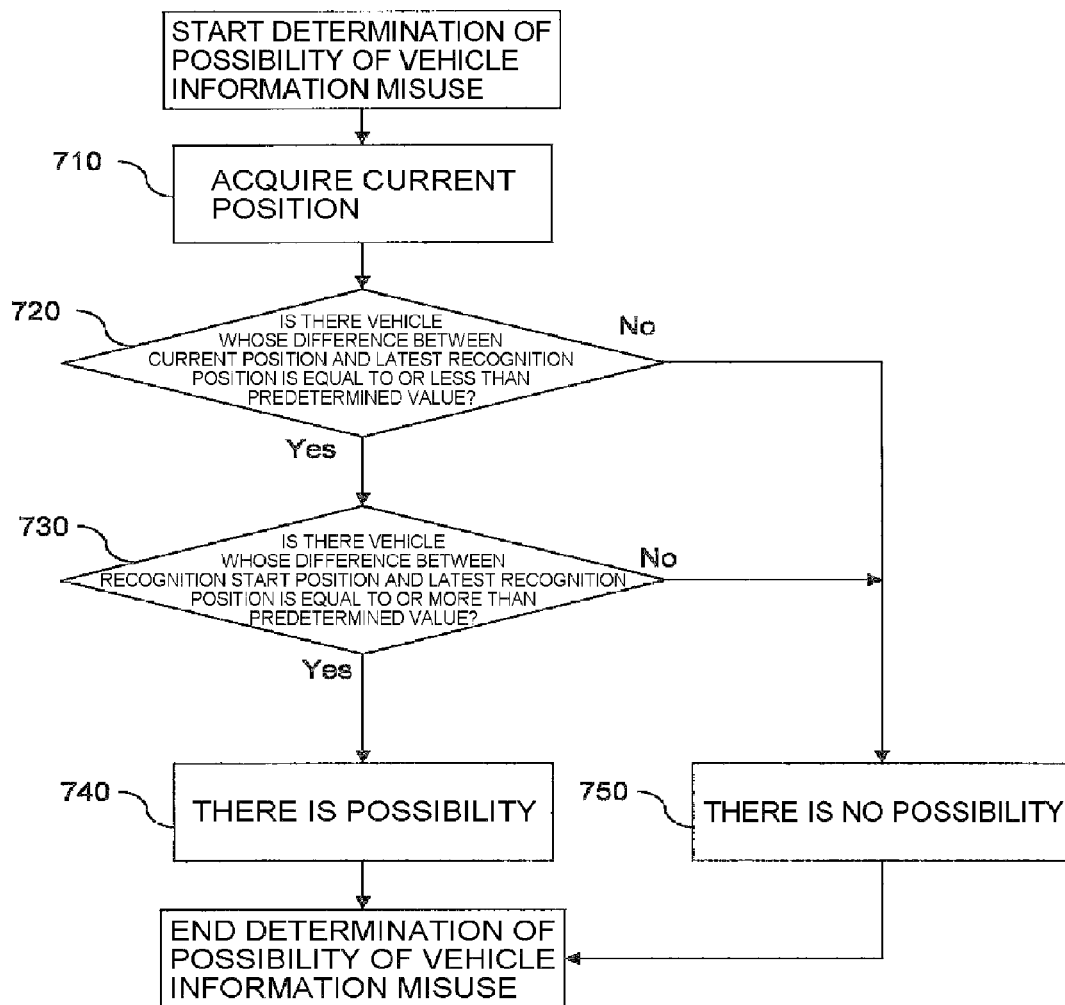 START DETERMINATION OF
POSSIBILITY OF VEHICLE
INFORMATION MISUSE
710
ACQUIRE CURRENT
POSITION
720
IS THERE VEHICLE
WHOSE DIFFERENCE BETWEEN
CURRENT POSITION AND LATEST RECOGNITION
POSITION IS EQUAL TO OR LESS THAN
PREDETERMINED VALUE?
No
Yes
730
IS THERE VEHICLE
WHOSE DIFFERENCE BETWEEN
RECOGNITION START POSITION AND LATEST RECOGNITION
POSITION IS EQUAL TO OR MORE THAN
PREDETERMINED VALUE?
No
Yes
740
THERE IS POSSIBILITY
750
THERE IS NO POSSIBILITY
END DETERMINATION OF
POSSIBILITY OF VEHICLE
INFORMATION MISUSE